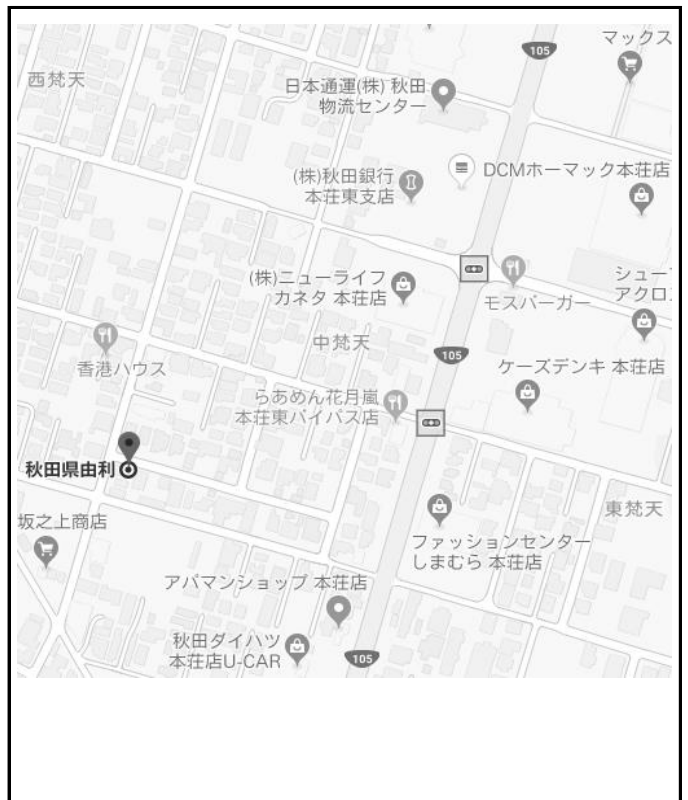 105
マックス
西梵天
日本通運(株) 秋田
物流センター
DCMホーマック本荘店
(株)秋田銀行
本荘東支店
(株)ニューライフ
カネタ 本荘店
モスバーガー
アクロ
中梵天
105
香港ハウス
ケーズデンキ 本荘店
らあめん花月嵐
本荘東バイパス店
秋田県由利
東梵天
坂之上商店
ファッションセンター
しまむら 本荘店
アパマンショップ 本荘店
秋田ダイハツ
本荘店U-CAR
105